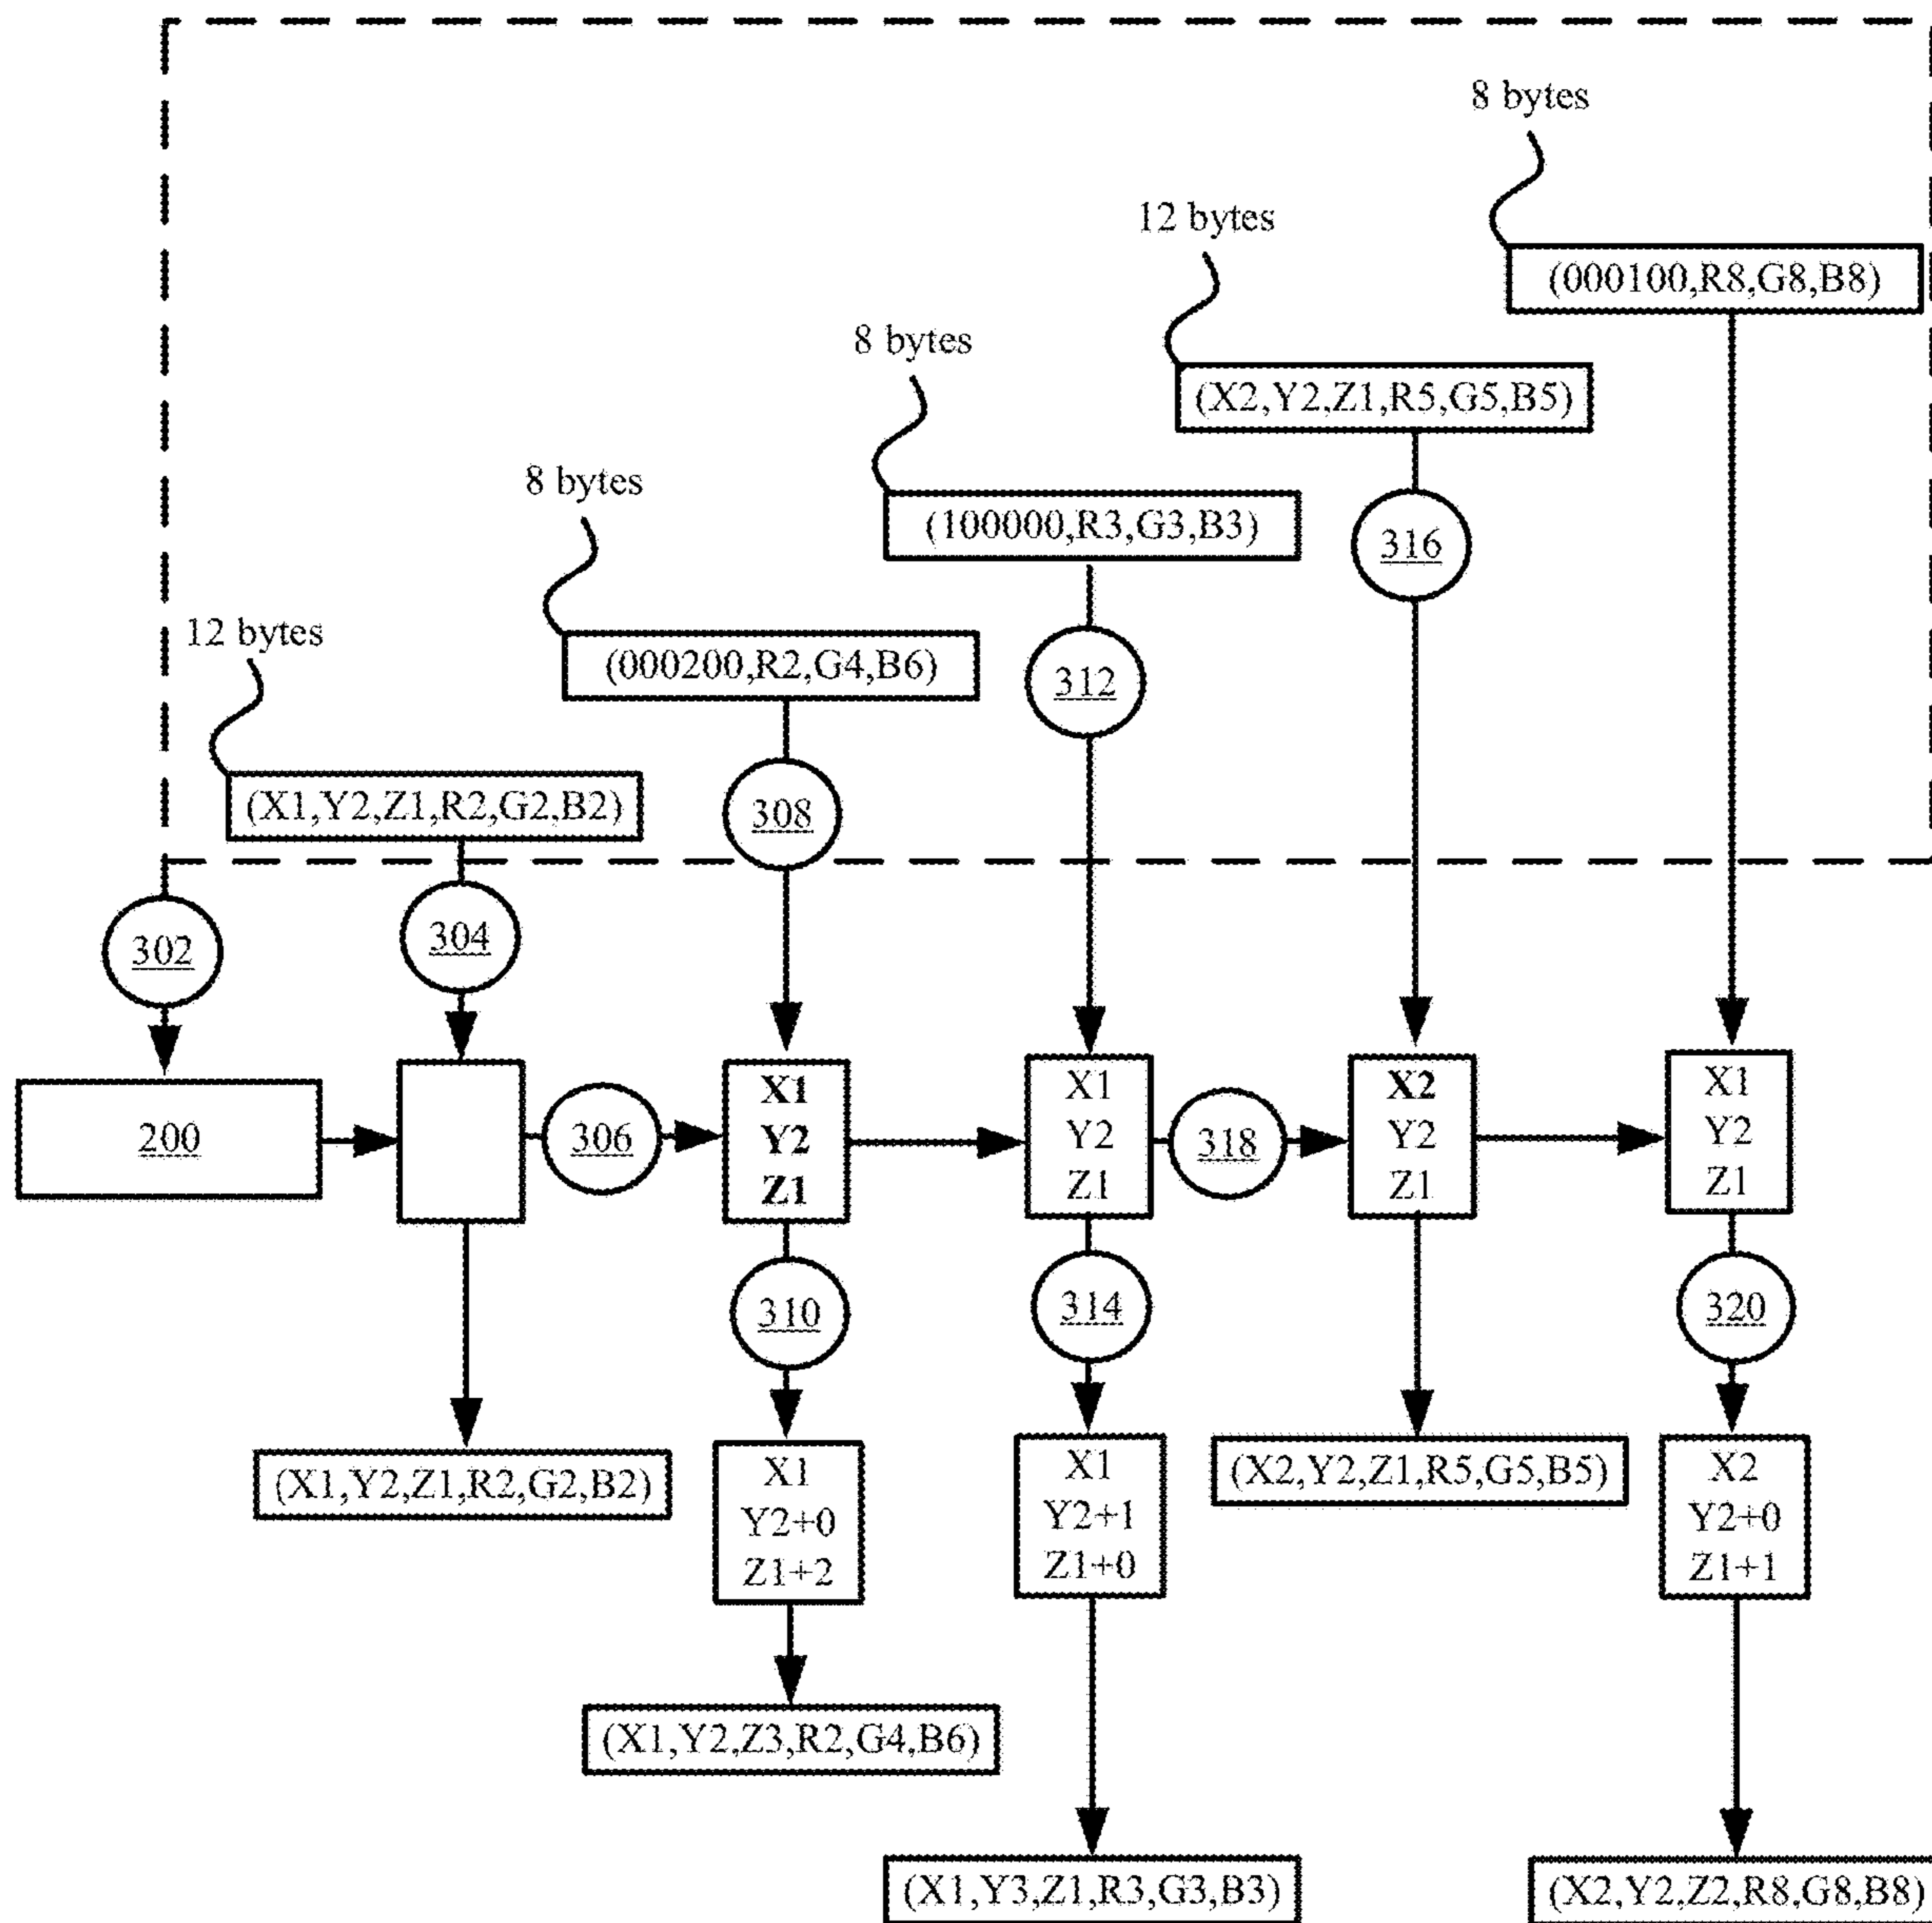 8 bytes
12 bytes
(000100,R8,G8,B8)
8 bytes
(X2,Y2,Z1,R5,G5,B5)
8 bytes
(100000,R3,G3,B3)
316
12 bytes
(000200,R2,G4,B6)
312
(X1,Y2,Z1,R2,G2,B2)
308
302
304
200
306
X1
Y2
Z1
X1
Y2
Z1
318
X2
Y2
Z1
X1
Y2
Z1
310
314
320
(X1,Y2,Z1,R2,G2,B2)
X1
Y2+0
Z1+2
X1
Y2+1
Z1+0
(X2,Y2,Z1,R5,G5,B5)
X2
Y2+0
Z1+1
(X1,Y2,Z3,R2,G4,B6)
(X1,Y3,Z1,R3,G3,B3)
(X2,Y2,Z2,R8,G8,B8)